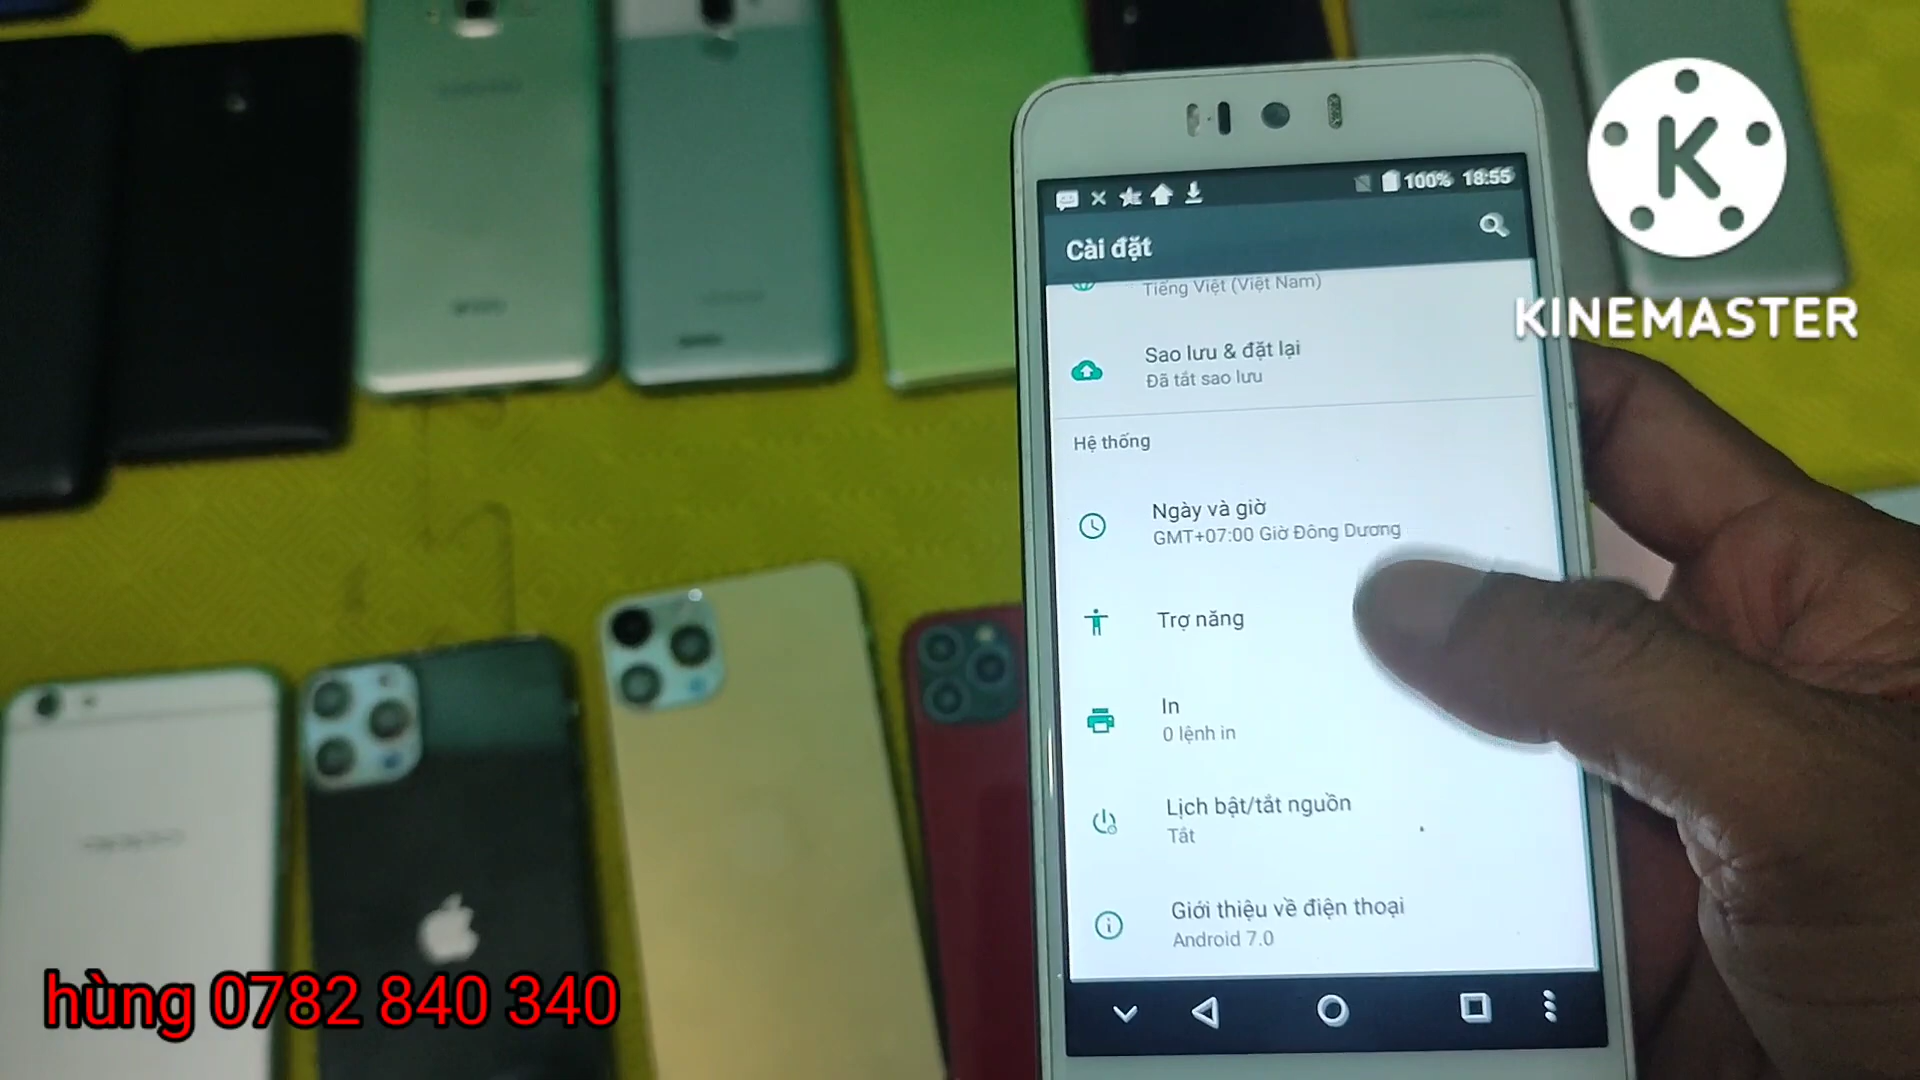 100% 18:55
Cài đặt
Tiếng Việt (Việt Nam)
Sao lưu & đặt lại
Đã tắt sao lưu
Hệ thống
Ngày và giờ
GMT+07:00 Giờ Đông Dương
Trợ năng
In
0 lệnh in
Lịch bật/tắt nguồn
Tắt
Giới thiệu về điện thoại
Android 7.0
K
KINEMASTER
hùng 0782 840 340